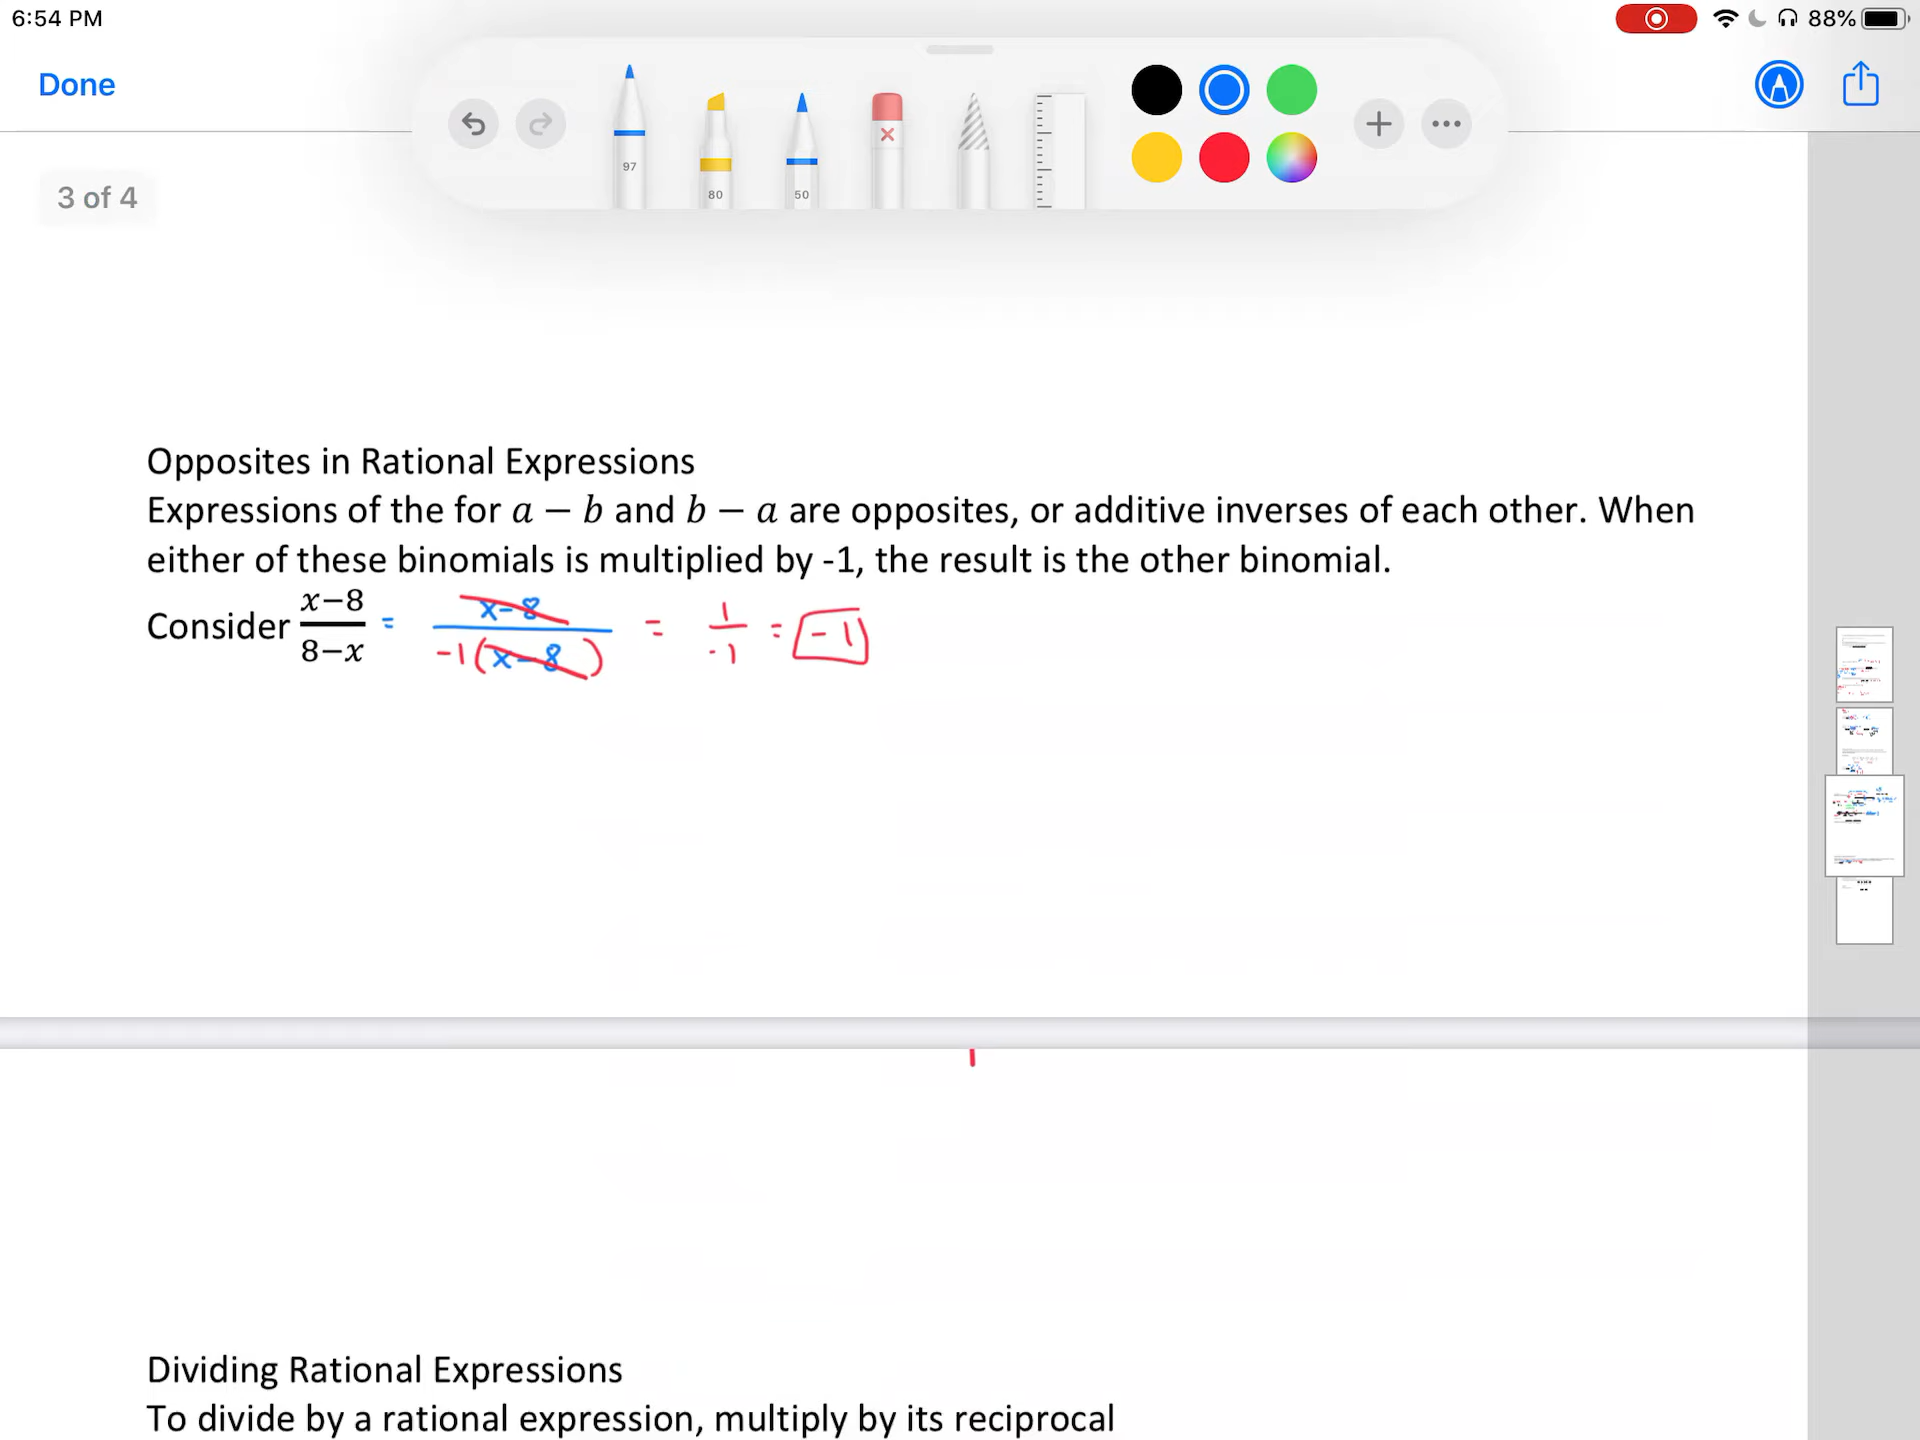 6:54 PM
88%
Done
97
80
50
3 of 4
Opposites in Rational Expressions
Expressions of the for a − b and b − a are opposites, or additive inverses of each other. When
either of these binomials is multiplied by -1, the result is the other binomial.
Consider x−8/8−x = x-8/-1(x-8) = 1/-1 = -1
Dividing Rational Expressions
To divide by a rational expression, multiply by its reciprocal